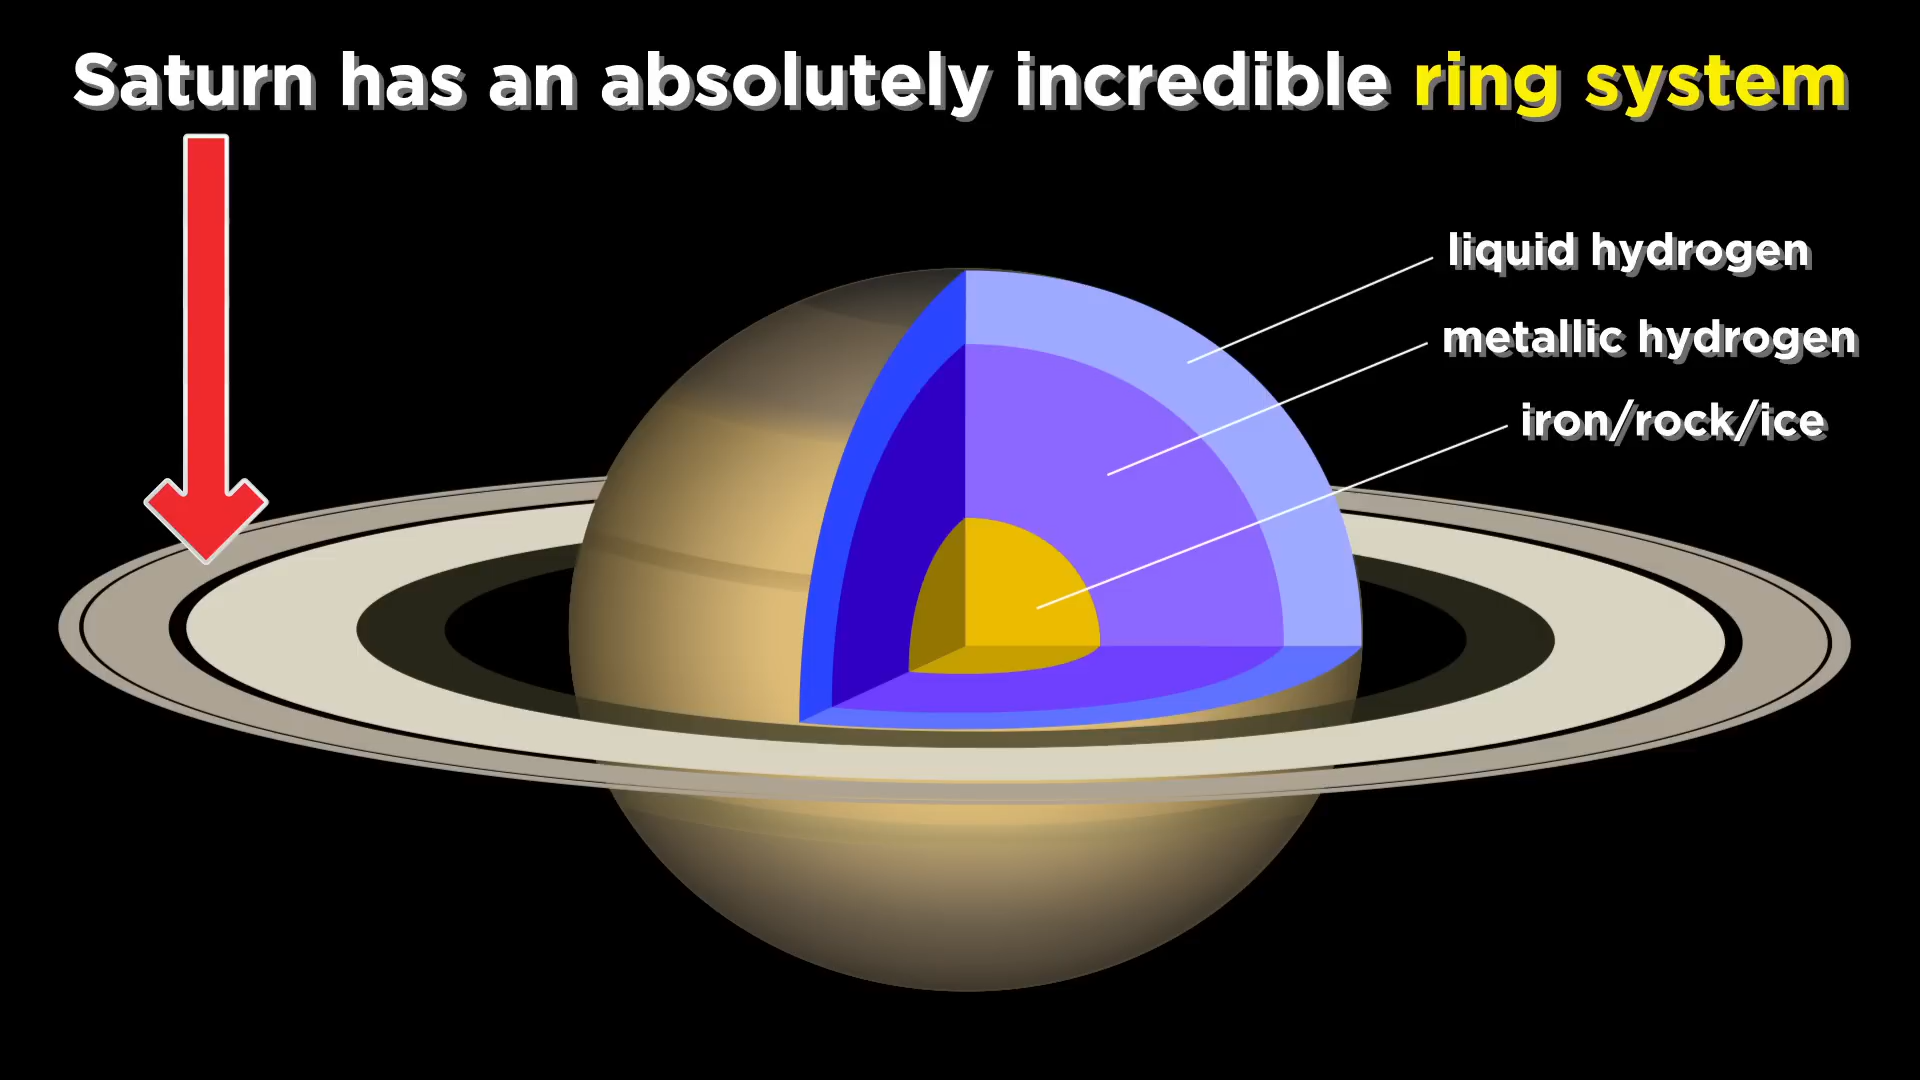 Saturn has an absolutely incredible ring system
liquid hydrogen
metallic hydrogen
iron/rock/ice